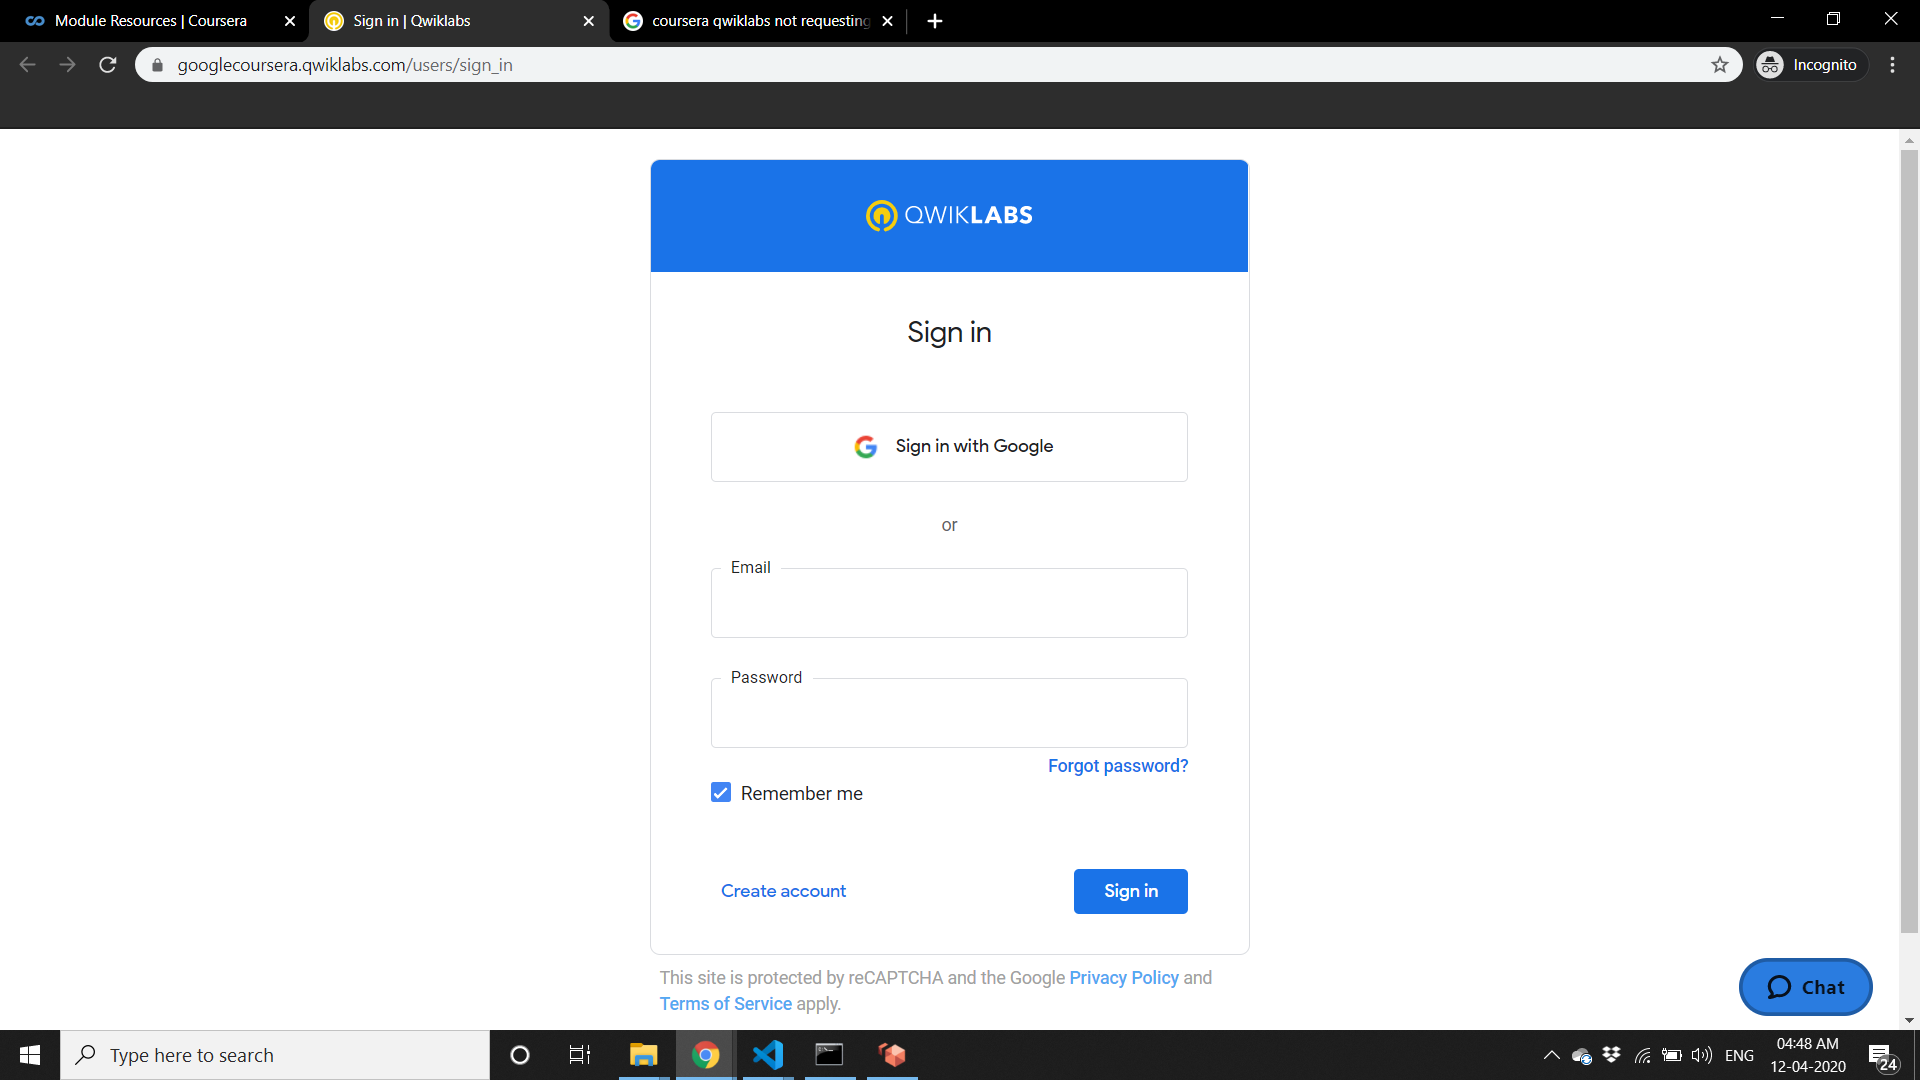 Module Resources | Coursera
Sign in | Qwiklabs
coursera qwiklabs not requesting
googlecoursera.qwiklabs.com/users/sign_in
Incognito
QWIKLABS
Sign in
Sign in with Google
or
Email
Password
Forgot password?
Remember me
Create account
Sign in
This site is protected by reCAPTCHA and the Google Privacy Policy and
Terms of Service apply.
Chat
Type here to search
ENG
04:48 AM
12-04-2020
24